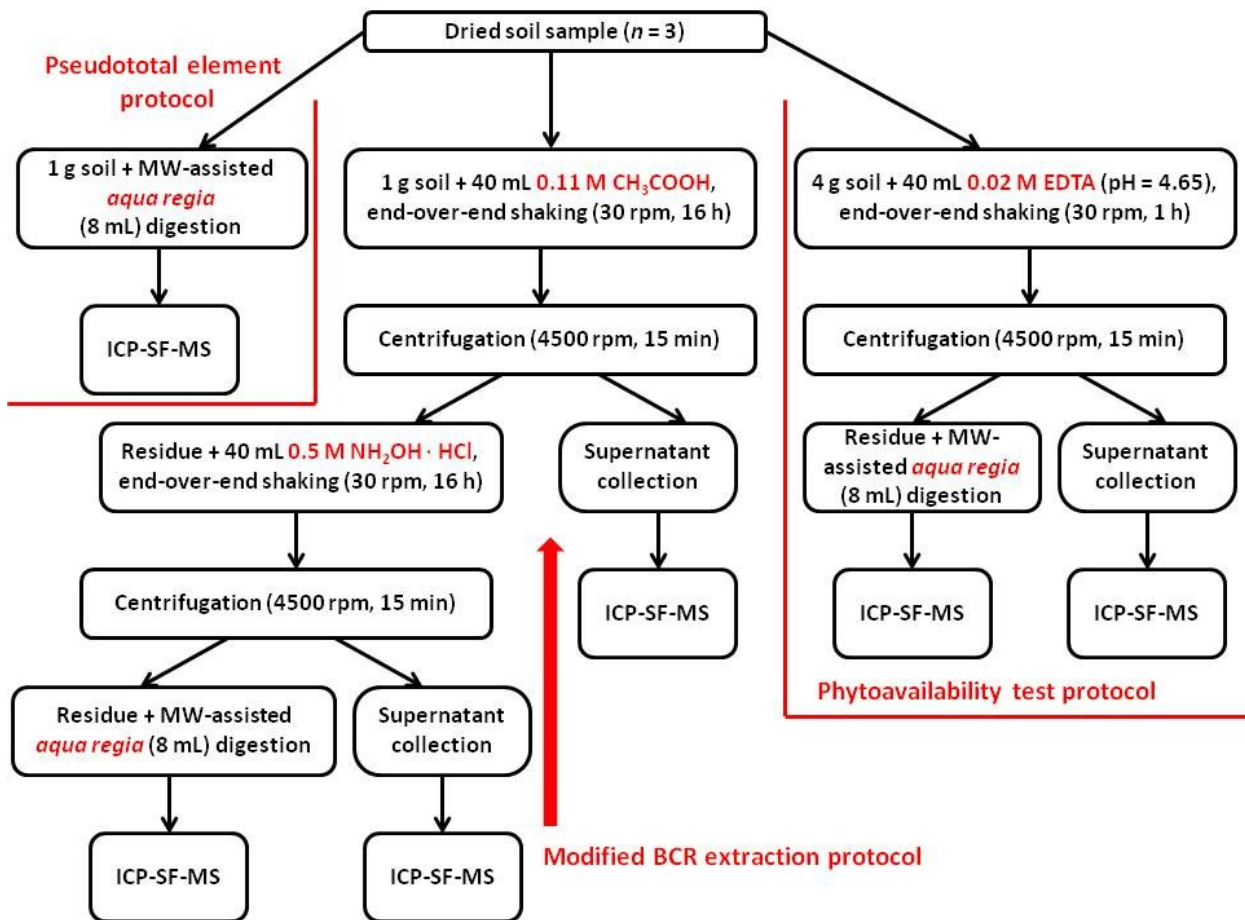 Dried soil sample (n = 3)
Pseudototal element
protocol
1 g soil + MW-assisted
aqua regia
(8 mL) digestion
ICP-SF-MS
1 g soil + 40 mL 0.11 M CH₃COOH,
end-over-end shaking (30 rpm, 16 h)
Centrifugation (4500 rpm, 15 min)
Residue + 40 mL 0.5 M NH₂OH · HCl,
end-over-end shaking (30 rpm, 16 h)
Supernatant
collection
ICP-SF-MS
Centrifugation (4500 rpm, 15 min)
Residue + MW-assisted
aqua regia (8 mL) digestion
Supernatant
collection
ICP-SF-MS
ICP-SF-MS
Modified BCR extraction protocol
4 g soil + 40 mL 0.02 M EDTA (pH = 4.65),
end-over-end shaking (30 rpm, 1 h)
Centrifugation (4500 rpm, 15 min)
Residue + MW-
assisted aqua regia
(8 mL) digestion
Supernatant
collection
ICP-SF-MS
ICP-SF-MS
Phytoavailability test protocol